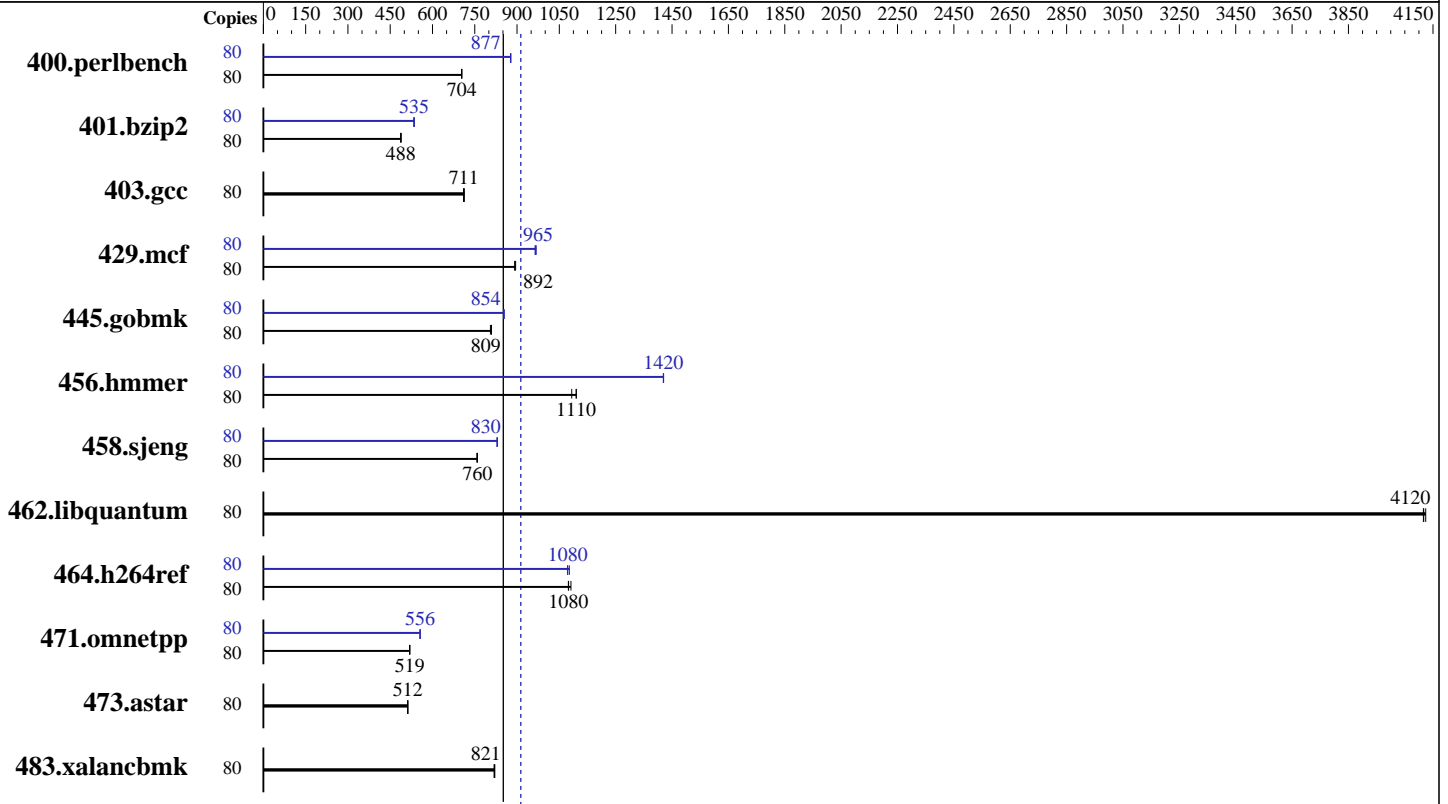 Copies 0 150 300 450 600 750 900 1050 1250 1450 1650 1850 2050 2250 2450 2650 2850 3050 3250 3450 3650 3850 4150
400.perlbench 80 877
80 704
401.bzip2 80 535
80 488
403.gcc 80 711
429.mcf 80 965
80 892
445.gobmk 80 854
80 809
456.hmmer 80 1420
80 1110
458.sjeng 80 830
80 760
462.libquantum 80 4120
464.h264ref 80 1080
80 1080
471.omnetpp 80 556
80 519
473.astar 80 512
483.xalancbmk 80 821